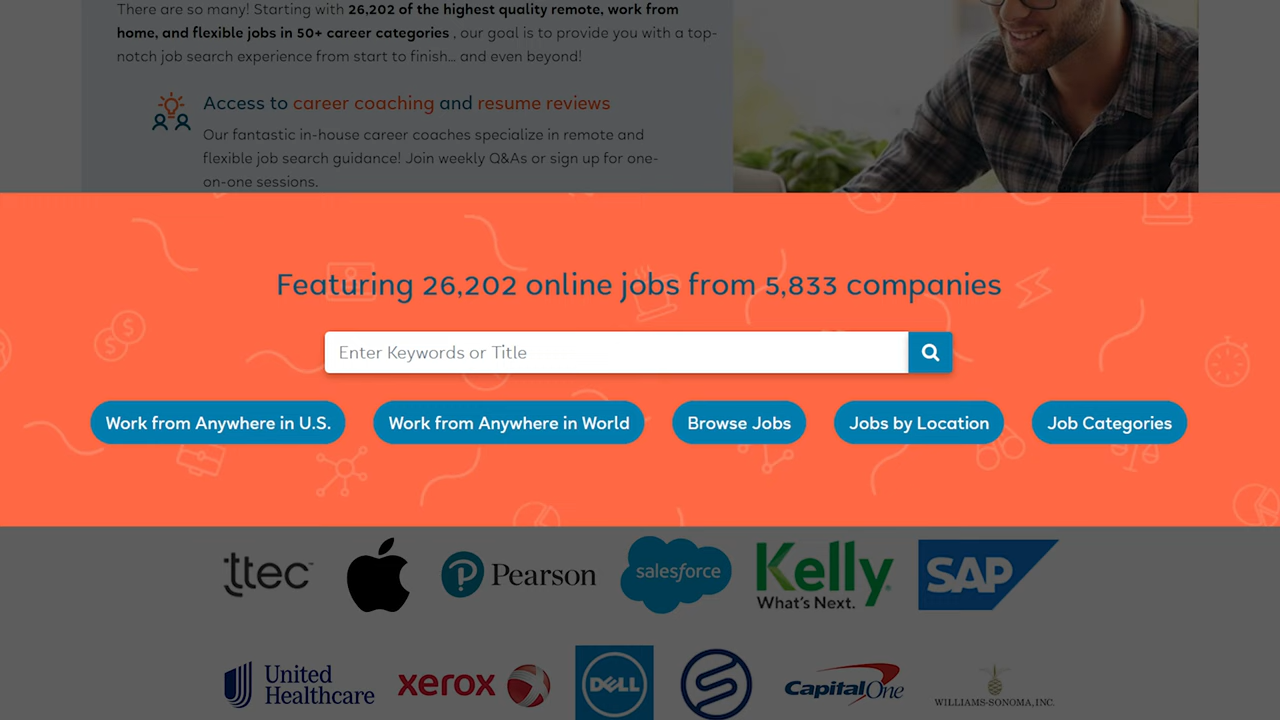 There are so many! Starting with 26,202 of the highest quality remote, work from
home, and flexible jobs in 50+ career categories , our goal is to provide you with a top-
notch job search experience from start to finish... and even beyond!
Access to career coaching and resume reviews
Our fantastic in-house career coaches specialize in remote and
flexible job search guidance! Join weekly Q&As or sign up for one-
on-one sessions.
Featuring 26,202 online jobs from 5,833 companies
Enter Keywords or Title
Work from Anywhere in U.S.
Work from Anywhere in World
Browse Jobs
Jobs by Location
Job Categories
ttec
Pearson
salesforce
Kelly
What's Next.
SAP
United
Healthcare
xerox
DELL
Capital One
WILLIAMS-SONOMA, INC.